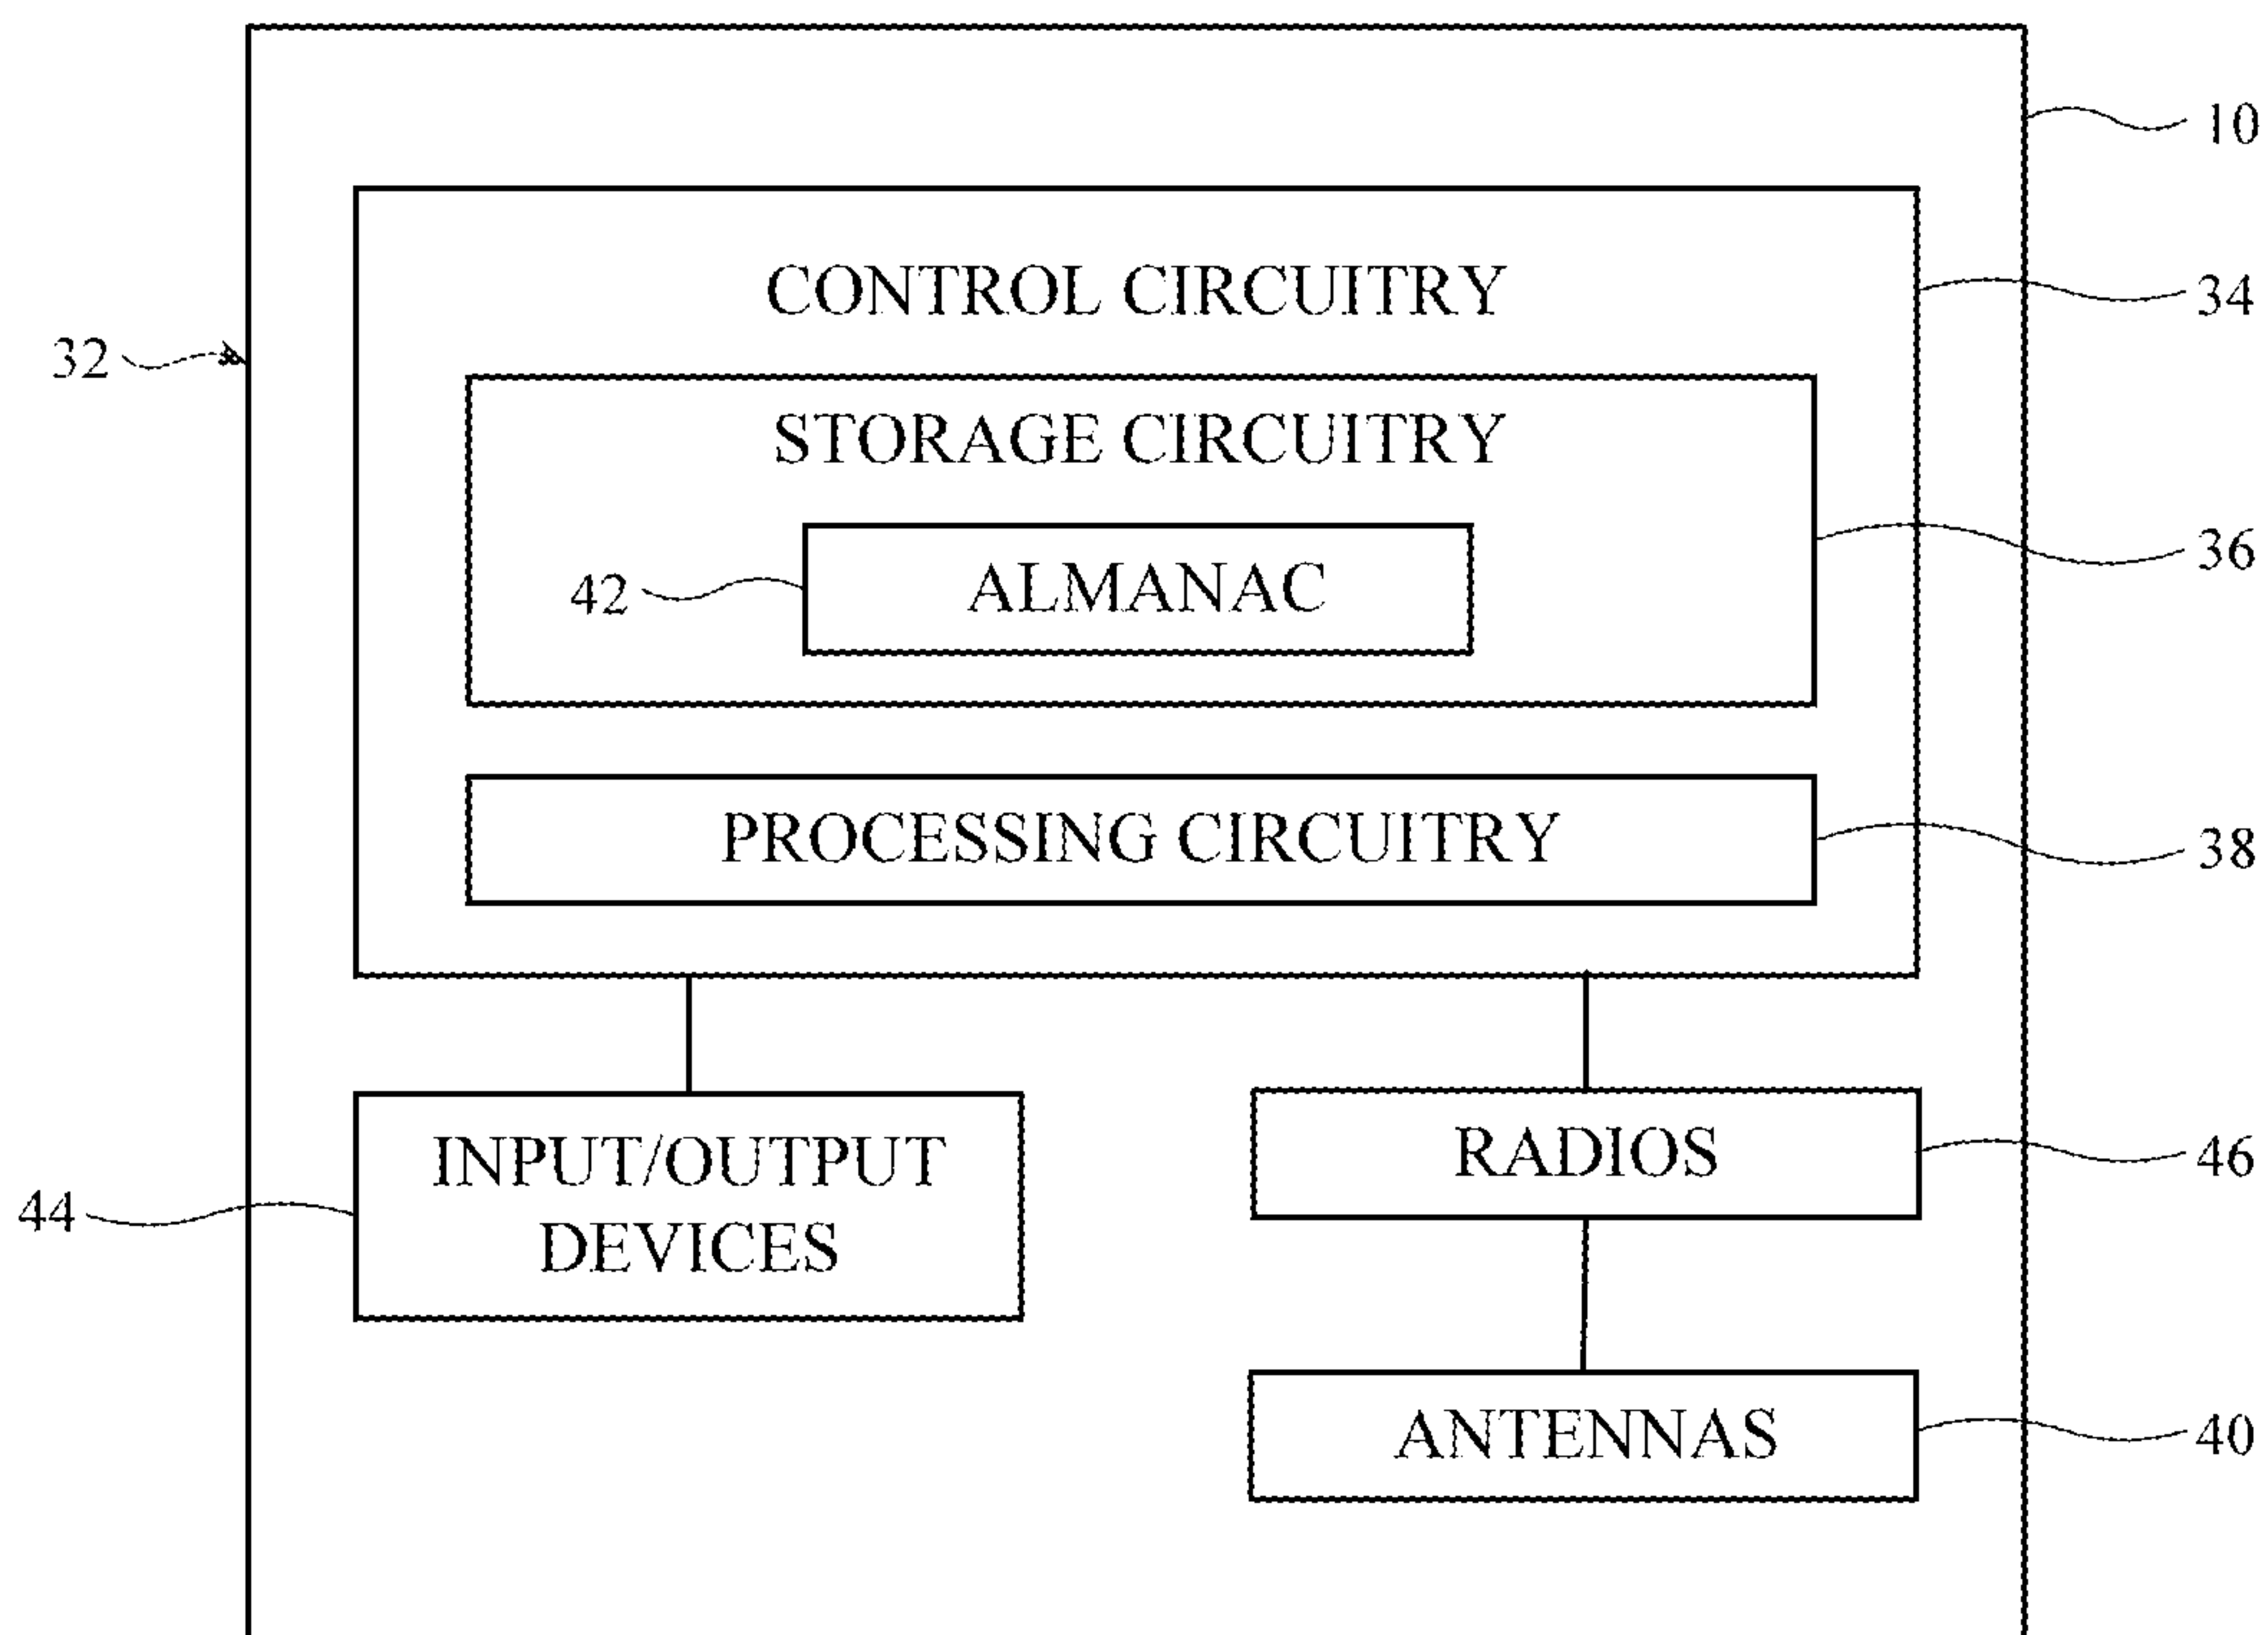 10
CONTROL CIRCUITRY
34
32
STORAGE CIRCUITRY
36
42
ALMANAC
PROCESSING CIRCUITRY
38
INPUT/OUTPUT
DEVICES
44
RADIOS
46
ANTENNAS
40